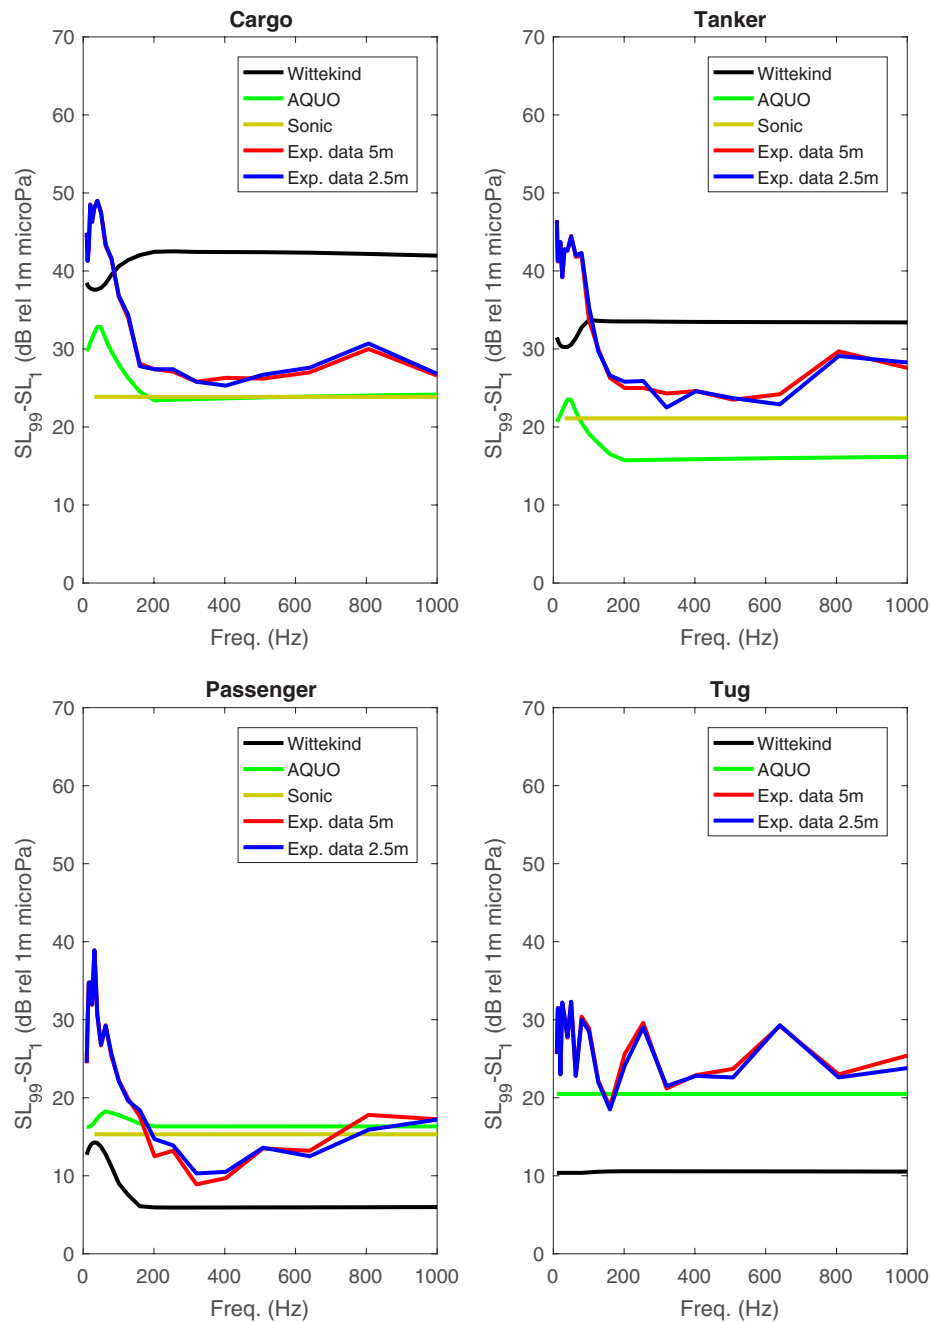 Cargo
70
60
50
40
30
20
10
0
SL99-SL1 (dB rel 1m microPa)
Wittekind
AQUO
Sonic
Exp. data 5m
Exp. data 2.5m
0 200 400 600 800 1000
Freq. (Hz)
Tanker
70
60
50
40
30
20
10
0
SL99-SL1 (dB rel 1m microPa)
Wittekind
AQUO
Sonic
Exp. data 5m
Exp. data 2.5m
0 200 400 600 800 1000
Freq. (Hz)
Passenger
70
60
50
40
30
20
10
0
SL99-SL1 (dB rel 1m microPa)
Wittekind
AQUO
Sonic
Exp. data 5m
Exp. data 2.5m
0 200 400 600 800 1000
Freq. (Hz)
Tug
70
60
50
40
30
20
10
0
SL99-SL1 (dB rel 1m microPa)
Wittekind
AQUO
Exp. data 5m
Exp. data 2.5m
0 200 400 600 800 1000
Freq. (Hz)